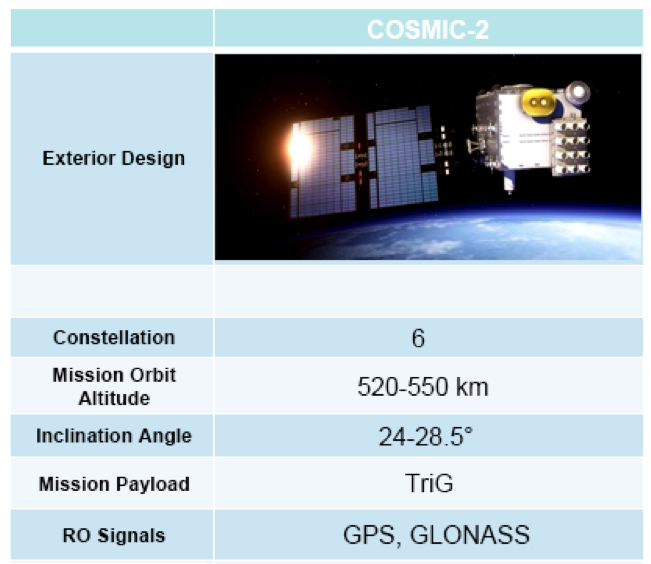 COSMIC-2
Exterior Design
Constellation
6
Mission Orbit
Altitude
520-550 km
Inclination Angle
24-28.5°
Mission Payload
TriG
RO Signals
GPS, GLONASS